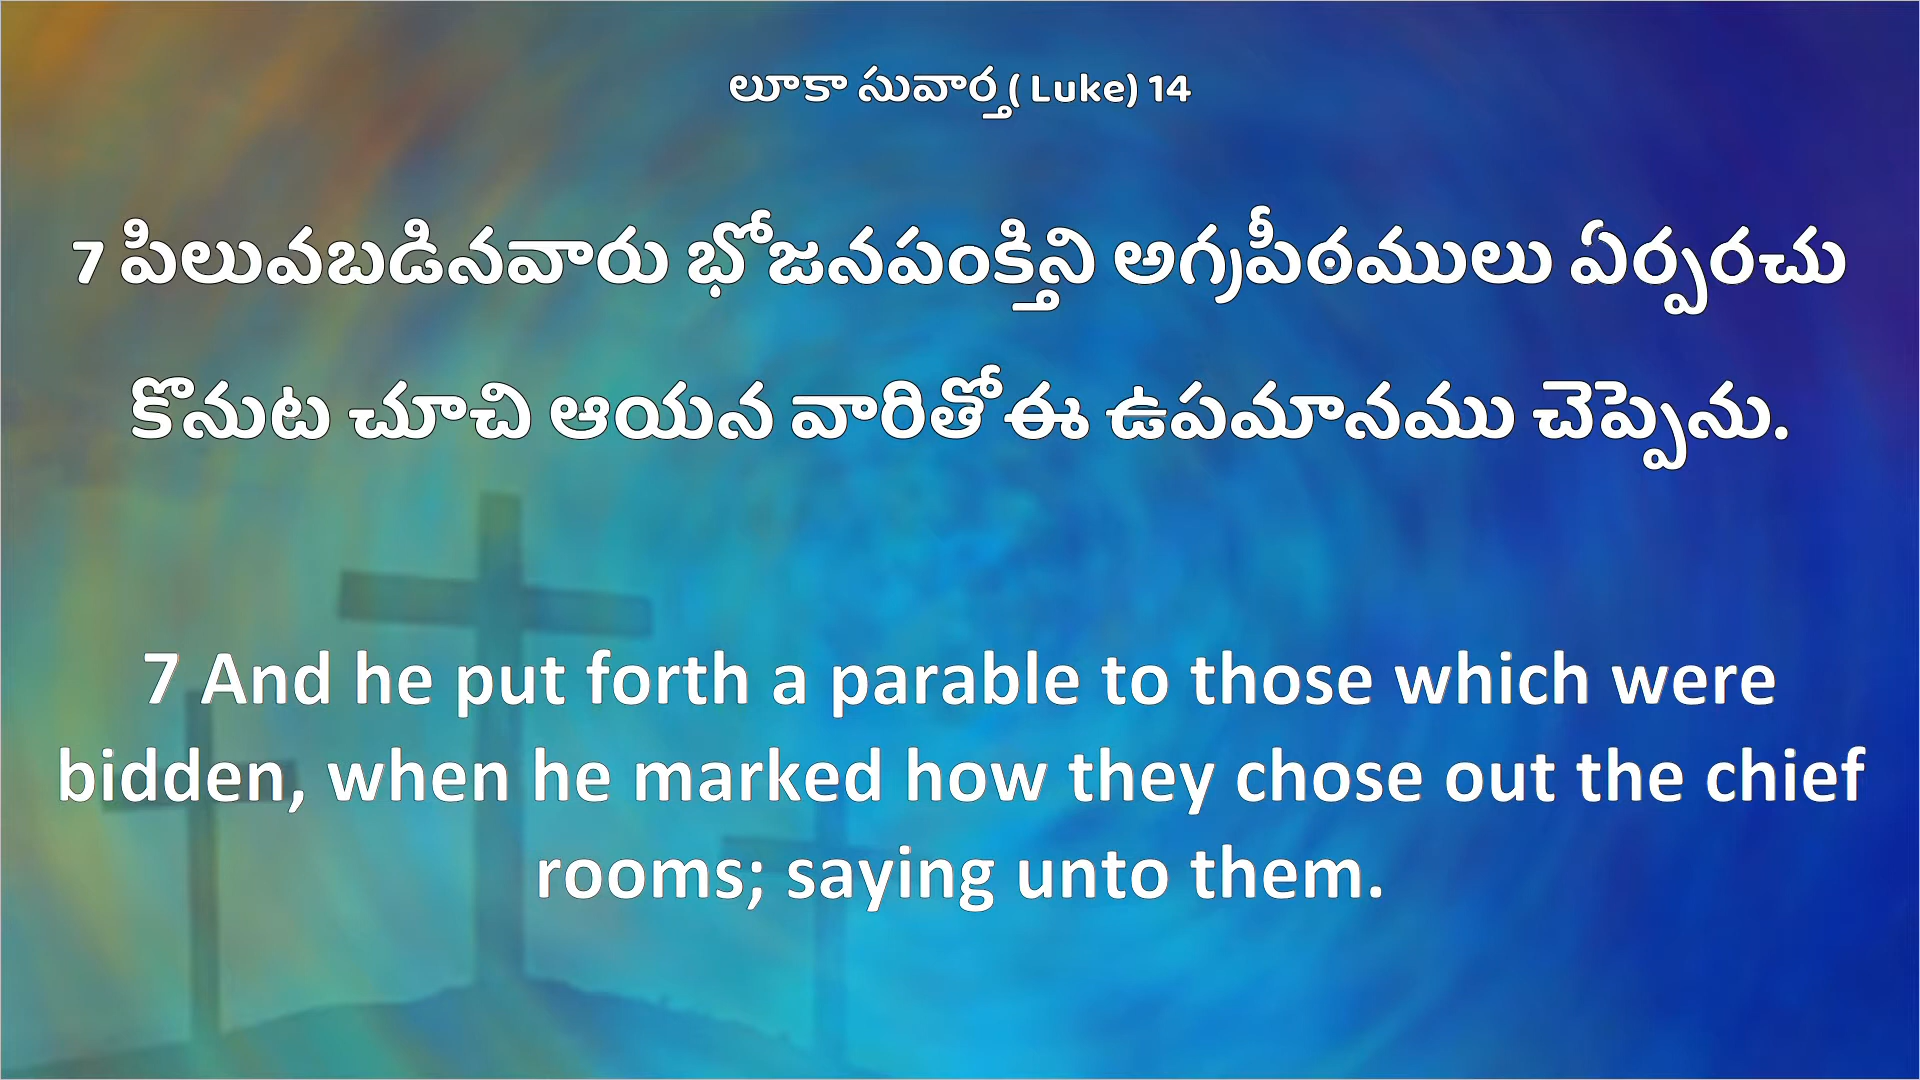 లూకా సువార్త( Luke) 14
7 పిలువబడినవారు భోజనపంక్తిని అగ్రపీఠములు ఏర్పరచు
కొనుట చూచి ఆయన వారితో ఈ ఉపమానము చెప్పెను.
7 And he put forth a parable to those which were
bidden, when he marked how they chose out the chief
rooms; saying unto them.